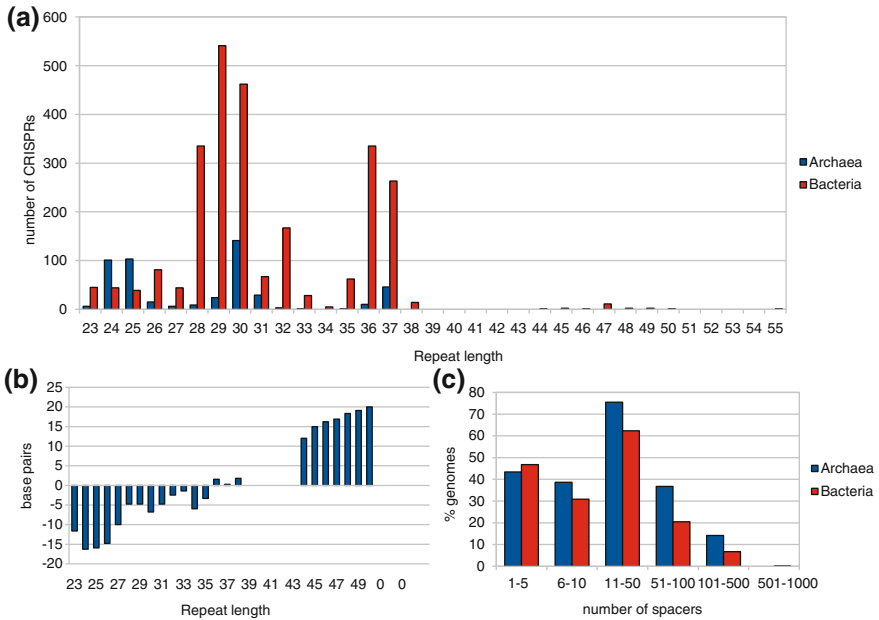 (a)
600
500
400
300
200
100
0
number of CRISPRs
23 24 25 26 27 28 29 30 31 32 33 34 35 36 37 38 39 40 41 42 43 44 45 46 47 48 49 50 51 52 53 54 55
Repeat length
Archaea
Bacteria
(b)
25
20
15
10
5
0
-5
-10
-15
-20
base pairs
23 25 27 29 31 33 35 37 39 41 43 45 47 49 0 0
Repeat length
(c)
80
70
60
50
40
30
20
10
0
% genomes
1-5 6-10 11-50 51-100 101-500 501-1000
number of spacers
Archaea
Bacteria